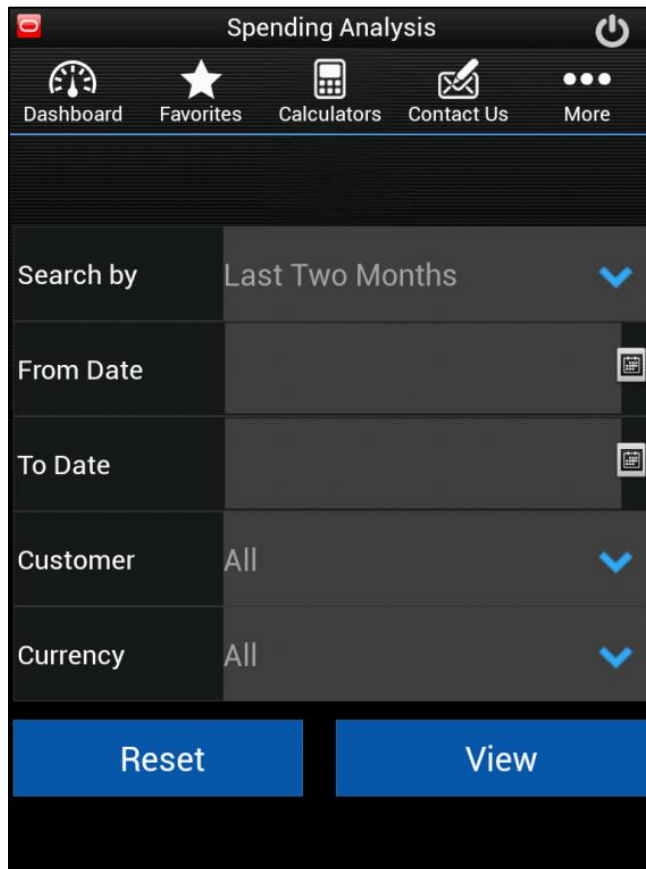 Spending Analysis
Dashboard Favorites Calculators Contact Us More
Search by Last Two Months
From Date
To Date
Customer All
Currency All
Reset View